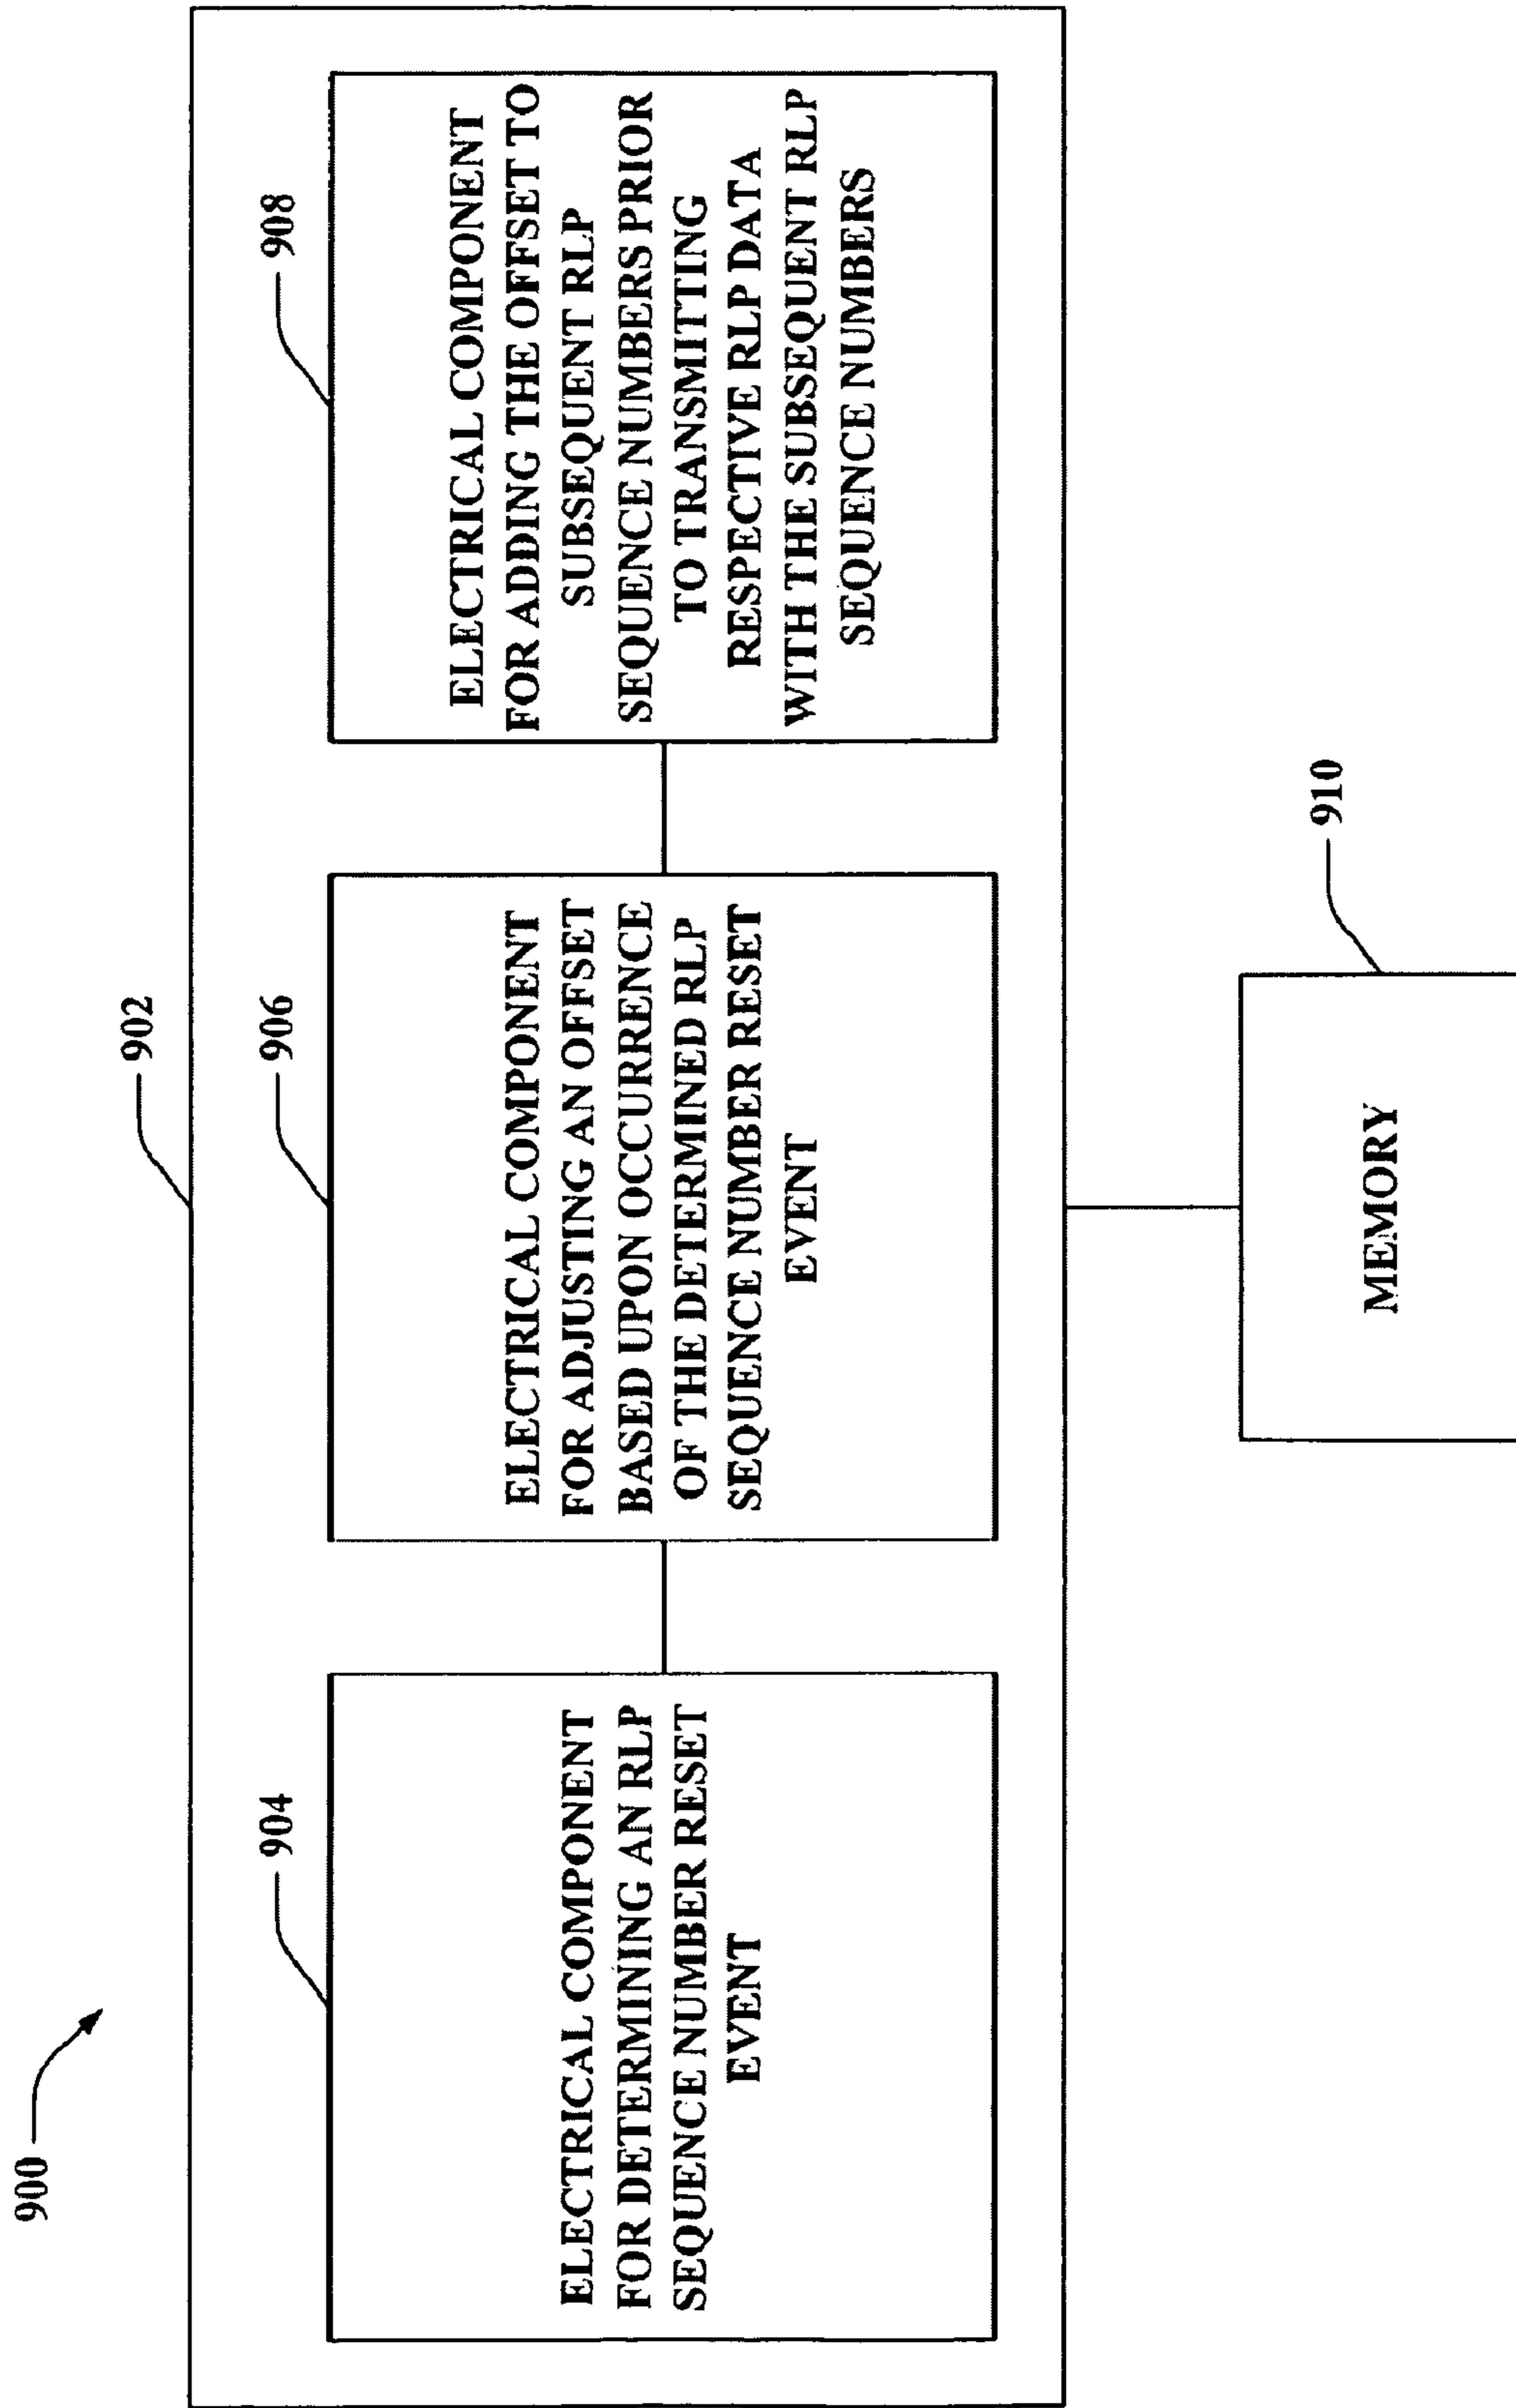 900
902
904
ELECTRICAL COMPONENT
FOR DETERMINING AN RLP
SEQUENCE NUMBER RESET
EVENT
906
ELECTRICAL COMPONENT
FOR ADJUSTING AN OFFSET
BASED UPON OCCURRENCE
OF THE DETERMINED RLP
SEQUENCE NUMBER RESET
EVENT
908
ELECTRICAL COMPONENT
FOR ADDING THE OFFSET TO
SUBSEQUENT RLP
SEQUENCE NUMBERS PRIOR
TO TRANSMITTING
RESPECTIVE RLP DATA
WITH THE SUBSEQUENT RLP
SEQUENCE NUMBERS
910
MEMORY